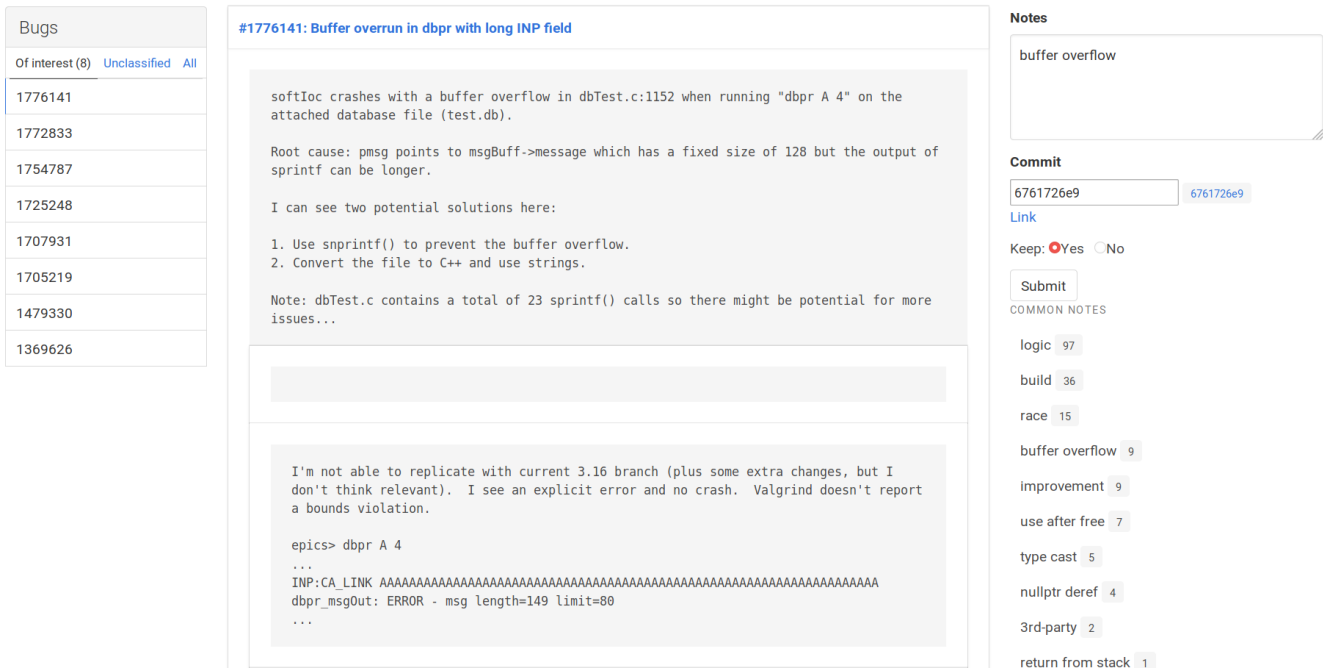 Bugs
Of interest (8) Unclassified All
1776141
1772833
1754787
1725248
1707931
1705219
1479330
1369626
#1776141: Buffer overrun in dbpr with long INP field
softIoc crashes with a buffer overflow in dbTest.c:1152 when running "dbpr A 4" on the
attached database file (test.db).
Root cause: pmsg points to msgBuff->message which has a fixed size of 128 but the output of
sprintf can be longer.
I can see two potential solutions here:
1. Use snprintf() to prevent the buffer overflow.
2. Convert the file to C++ and use strings.
Note: dbTest.c contains a total of 23 sprintf() calls so there might be potential for more
issues...
I'm not able to replicate with current 3.16 branch (plus some extra changes, but I
don't think relevant).  I see an explicit error and no crash.  Valgrind doesn't report
a bounds violation.
epics> dbpr A 4
...
INP:CA_LINK AAAAAAAAAAAAAAAAAAAAAAAAAAAAAAAAAAAAAAAAAAAAAAAAAAAAAAAAAAAAAAAAAAAA
dbpr_msgOut: ERROR - msg length=149 limit=80
...
Notes
buffer overflow
Commit
6761726e9 6761726e9
Link
Keep: Yes No
Submit
COMMON NOTES
logic 97
build 36
race 15
buffer overflow 9
improvement 9
use after free 7
type cast 5
nullptr deref 4
3rd-party 2
return from stack 1